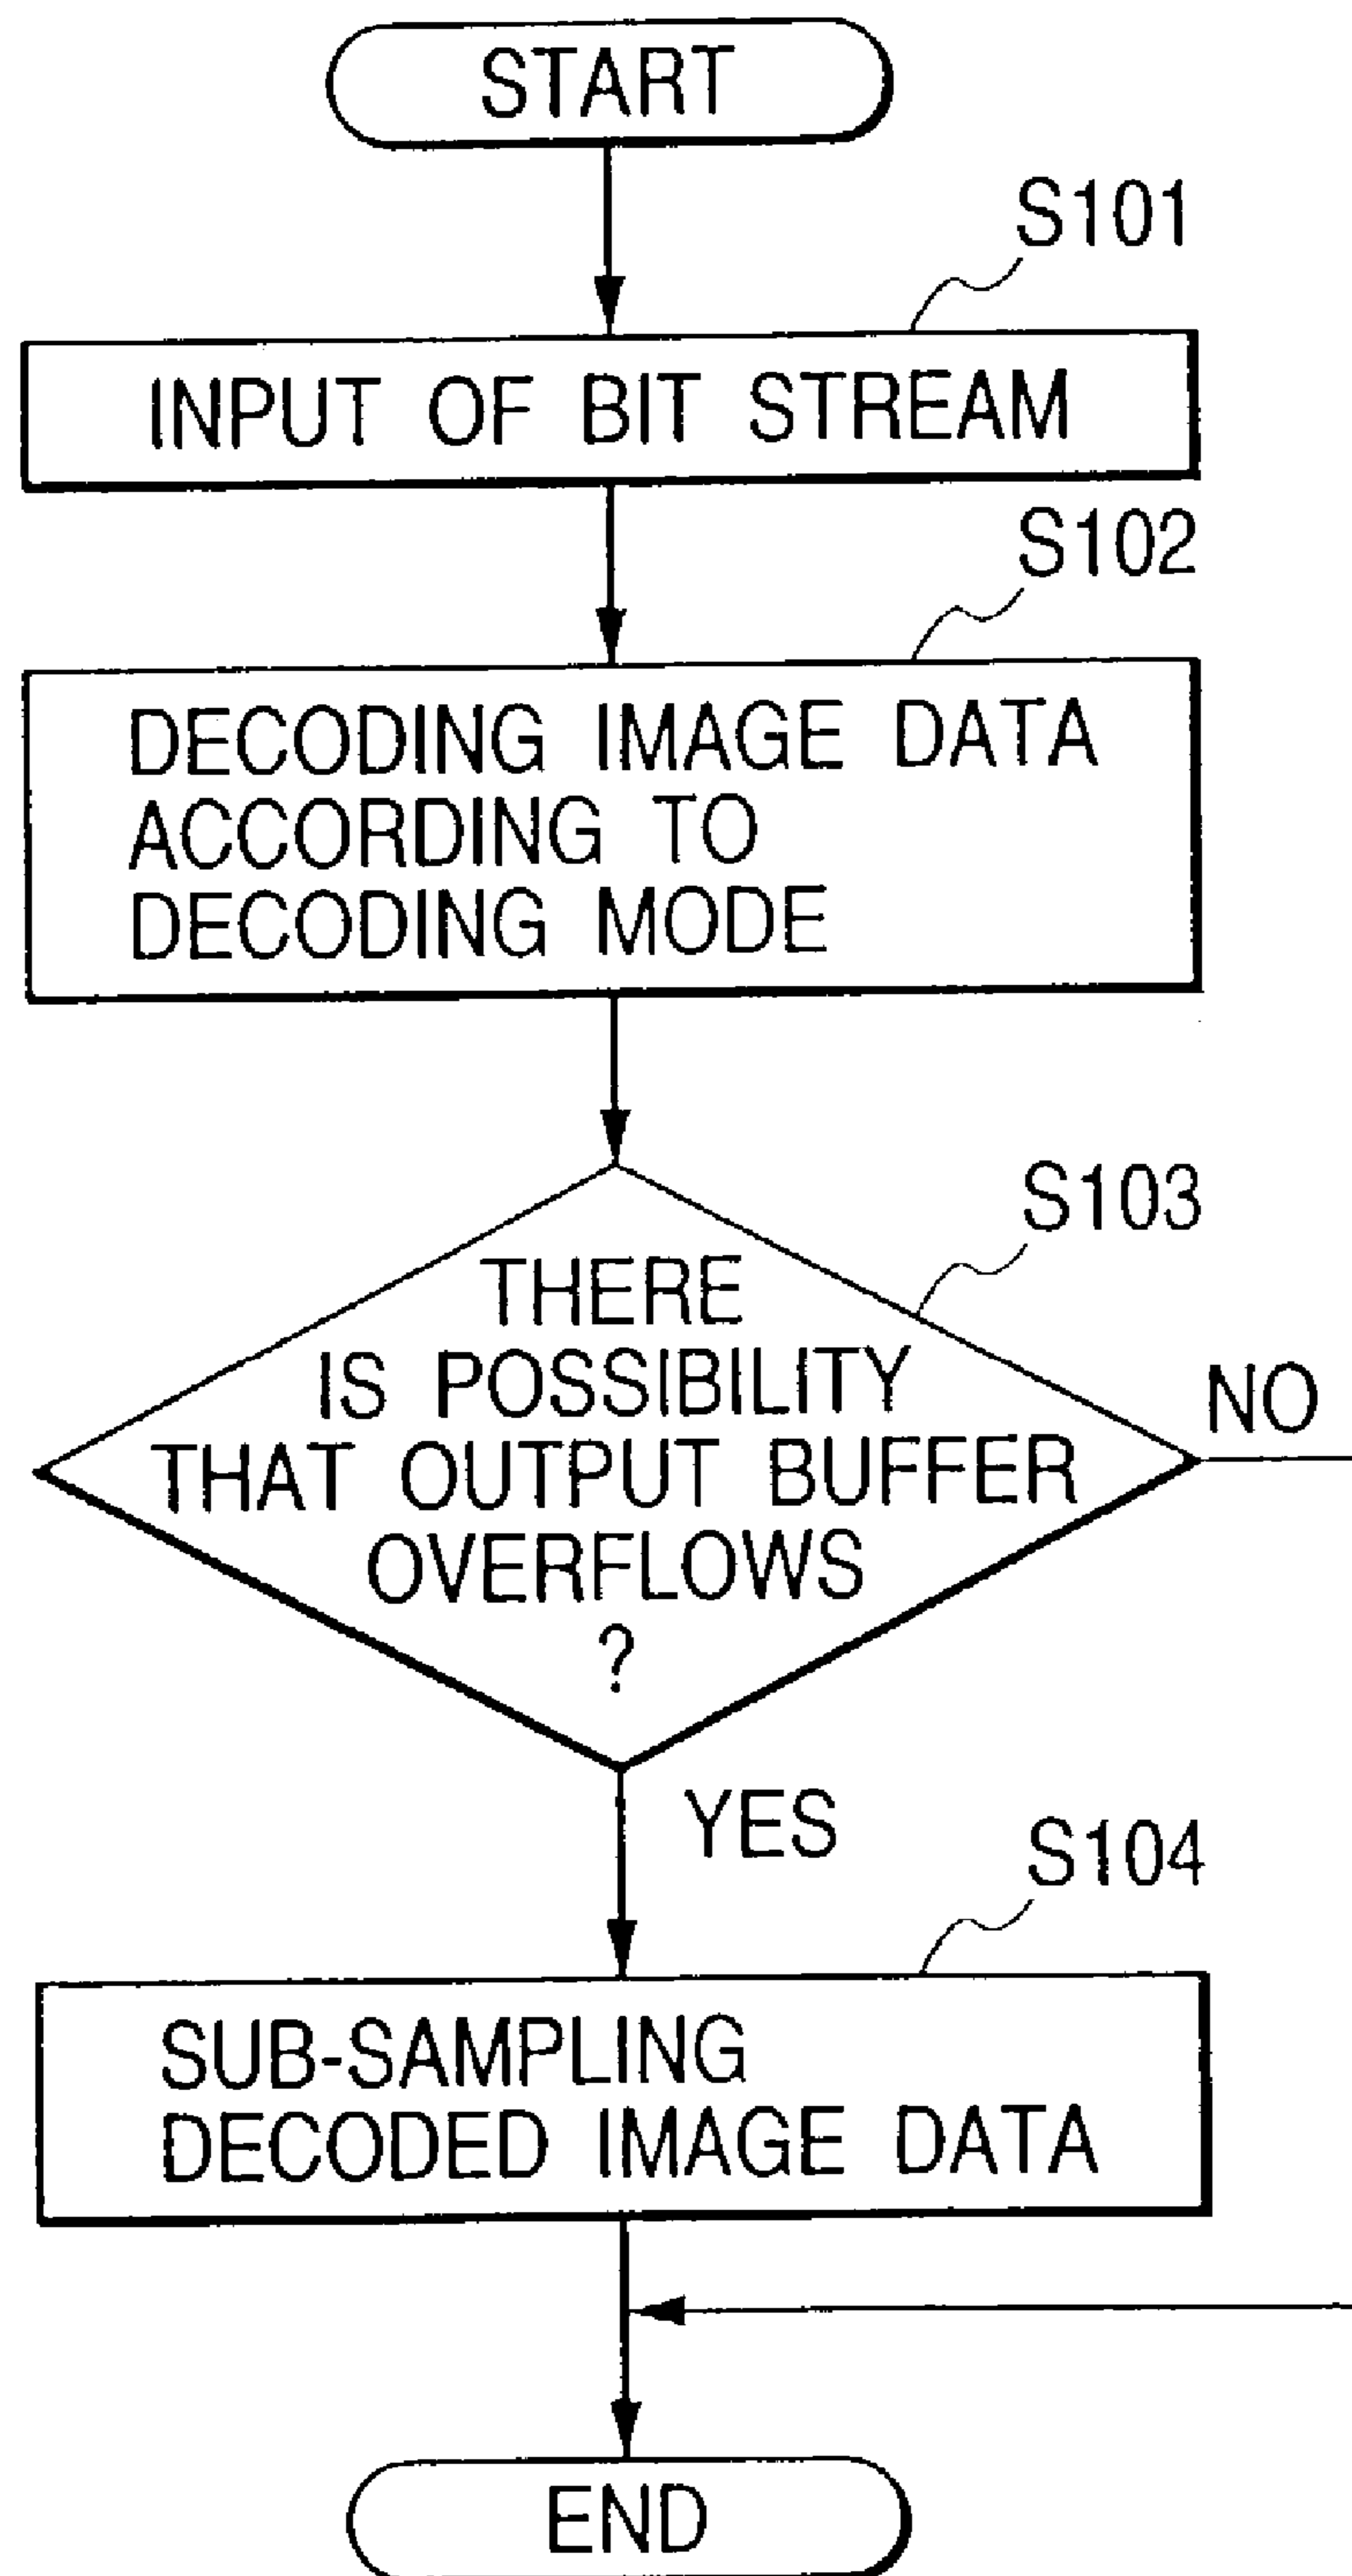 START
S101
INPUT OF BIT STREAM
S102
DECODING IMAGE DATA
ACCORDING TO
DECODING MODE
S103
THERE
IS POSSIBILITY
THAT OUTPUT BUFFER
OVERFLOWS
?
NO
YES
S104
SUB-SAMPLING
DECODED IMAGE DATA
END